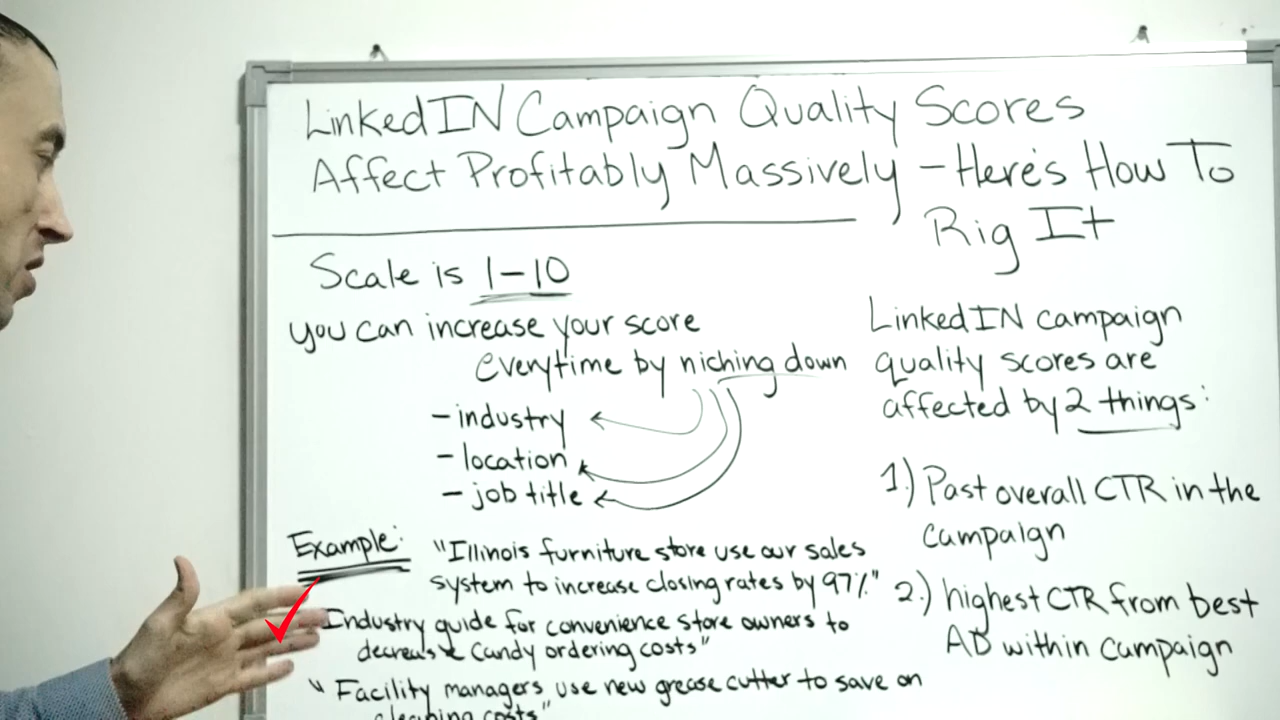 LinkedIN Campaign Quality Scores
Affect Profitably Massively – Here's How To
Rig It
Scale is 1–10
you can increase your score
everytime by niching down
– industry
– location
– job title
Example:
"Illinois furniture store use our sales
system to increase closing rates by 97%"
Industry guide for convenience store owners to
decrease candy ordering costs"
"Facility managers use new grease cutter to save on
cleaning costs"
LinkedIN campaign
quality scores are
affected by 2 things:
1.) Past overall CTR in the
campaign
2.) highest CTR from best
AD within campaign